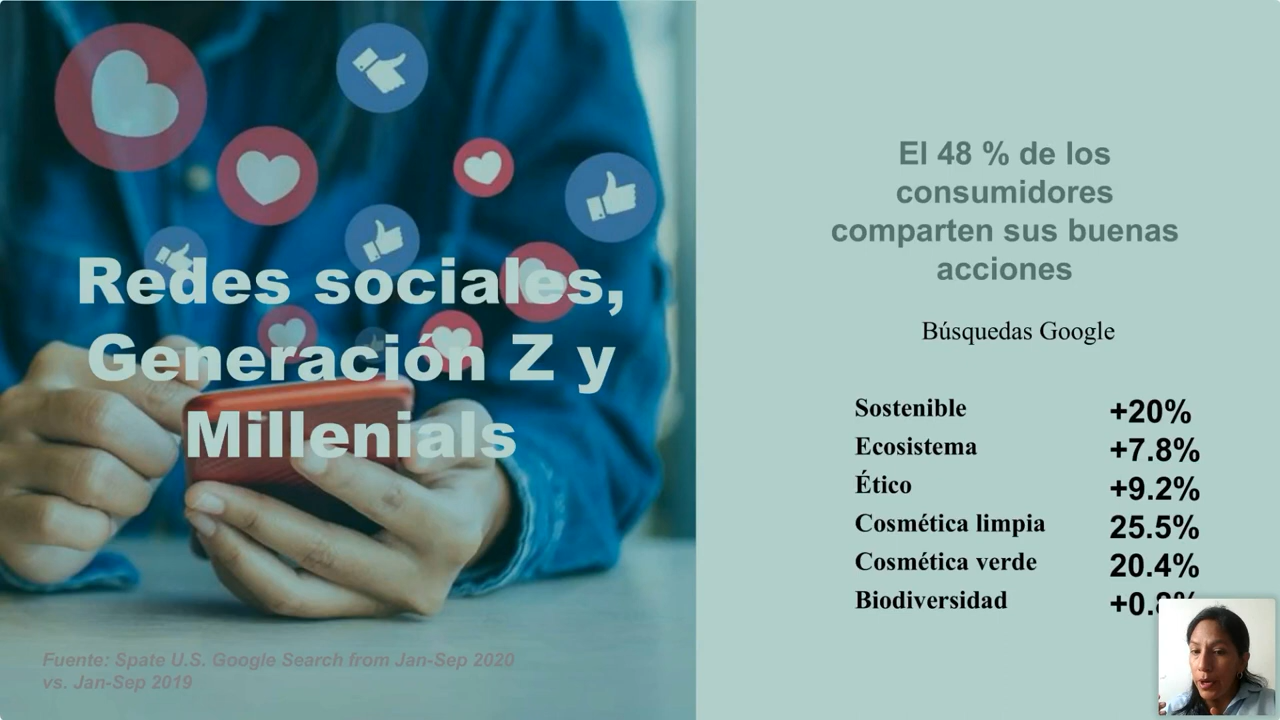 Redes sociales,
Generación Z y
Millenials
Fuente: Spate U.S. Google Search from Jan-Sep 2020
vs. Jan-Sep 2019
El 48 % de los
consumidores
comparten sus buenas
acciones
Búsquedas Google
Sostenible +20%
Ecosistema +7.8%
Ético +9.2%
Cosmética limpia 25.5%
Cosmética verde 20.4%
Biodiversidad